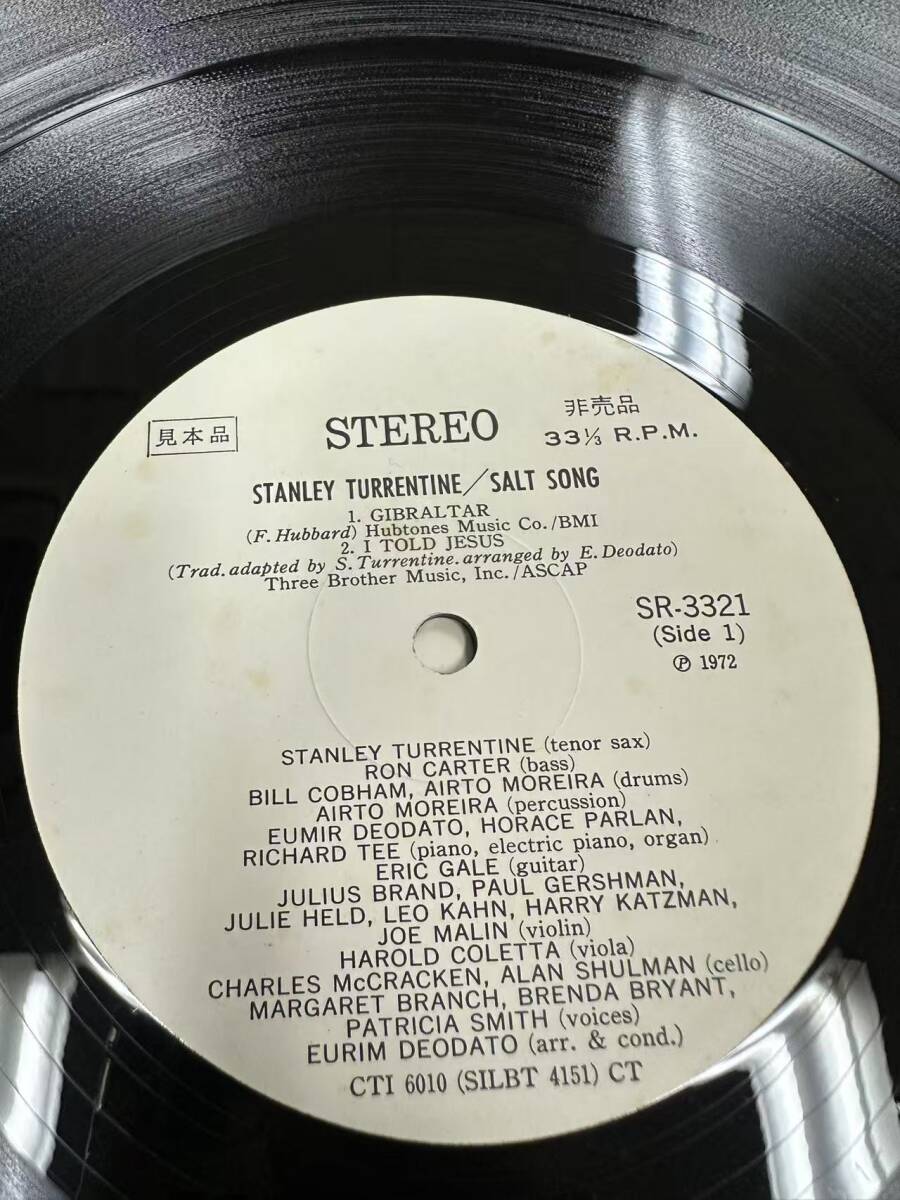 見本品 STEREO 非売品
33⅓ R.P.M.
STANLEY TURRENTINE/SALT SONG
1. GIBRALTAR
(F. Hubbard) Hubtones Music Co./BMI
2. I TOLD JESUS
(Trad. adapted by S. Turrentine. arranged by E. Deodato)
Three Brother Music, Inc./ASCAP
SR-3321
(Side 1)
Ⓟ 1972
STANLEY TURRENTINE (tenor sax)
RON CARTER (bass)
BILL COBHAM, AIRTO MOREIRA (drums)
AIRTO MOREIRA (percussion)
EUMIR DEODATO, HORACE PARLAN,
RICHARD TEE (piano, electric piano, organ)
ERIC GALE (guitar)
JULIUS BRAND, PAUL GERSHMAN,
JULIE HELD, LEO KAHN, HARRY KATZMAN,
JOE MALIN (violin)
HAROLD COLETTA (viola)
CHARLES McCRACKEN, ALAN SHULMAN (cello)
MARGARET BRANCH, BRENDA BRYANT,
PATRICIA SMITH (voices)
EURIM DEODATO (arr. & cond.)
CTI 6010 (SILBT 4151) CT